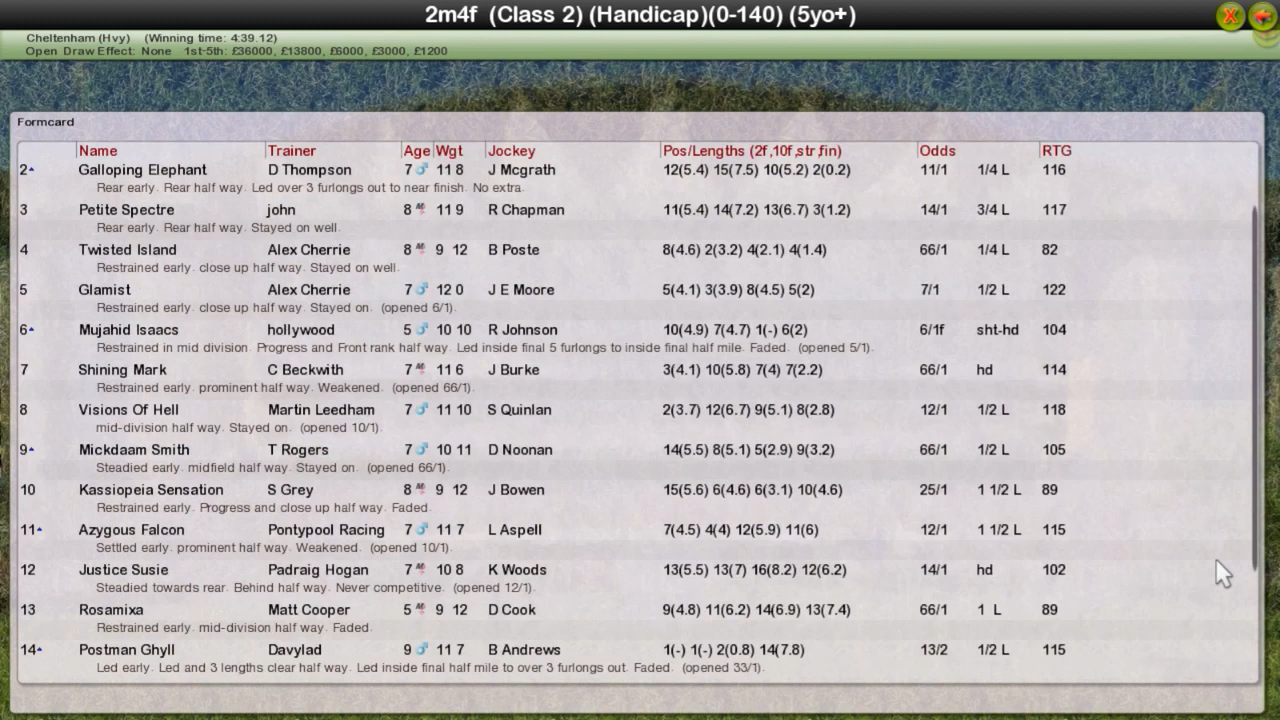 2m4f (Class 2) (Handicap)(0-140) (5yo+)
Cheltenham (Hvy) (Winning time: 4:39.12)
Open Draw Effect: None 1st-5th: £36000, £13800, £6000, £3000, £1200
Formcard
Name Trainer Age Wgt Jockey Pos/Lengths (2f,10f,str,fin) Odds RTG
2 Galloping Elephant D Thompson 7 11 8 J Mcgrath 12(5.4) 15(7.5) 10(5.2) 2(0.2) 11/1 1/4 L 116
Rear early. Rear half way. Led over 3 furlongs out to near finish. No extra.
3 Petite Spectre john 8 11 9 R Chapman 11(5.4) 14(7.2) 13(6.7) 3(1.2) 14/1 3/4 L 117
Rear early. Rear half way. Stayed on well.
4 Twisted Island Alex Cherrie 8 9 12 B Poste 8(4.6) 2(3.2) 4(2.1) 4(1.4) 66/1 1/4 L 82
Restrained early. close up half way. Stayed on well.
5 Glamist Alex Cherrie 7 12 0 J E Moore 5(4.1) 3(3.9) 8(4.5) 5(2) 7/1 1/2 L 122
Restrained early. close up half way. Stayed on. (opened 6/1).
6 Mujahid Isaacs hollywood 5 10 10 R Johnson 10(4.9) 7(4.7) 1(-) 6(2) 6/1f sht-hd 104
Restrained in mid division. Progress and Front rank half way. Led inside final 5 furlongs to inside final half mile. Faded. (opened 5/1).
7 Shining Mark C Beckwith 7 11 6 J Burke 3(4.1) 10(5.8) 7(4) 7(2.2) 66/1 hd 114
Restrained early. prominent half way. Weakened. (opened 66/1).
8 Visions Of Hell Martin Leedham 7 11 10 S Quinlan 2(3.7) 12(6.7) 9(5.1) 8(2.8) 12/1 1/2 L 118
mid-division half way. Stayed on. (opened 10/1).
9 Mickdaam Smith T Rogers 7 10 11 D Noonan 14(5.5) 8(5.1) 5(2.9) 9(3.2) 66/1 1/2 L 105
Steadied early. midfield half way. Stayed on. (opened 66/1).
10 Kassiopeia Sensation S Grey 8 9 12 J Bowen 15(5.6) 6(4.6) 6(3.1) 10(4.6) 25/1 1 1/2 L 89
Restrained early. Progress and close up half way. Faded.
11 Azygous Falcon Pontypool Racing 7 11 7 L Aspell 7(4.5) 4(4) 12(5.9) 11(6) 12/1 1 1/2 L 115
Settled early. prominent half way. Weakened. (opened 10/1).
12 Justice Susie Padraig Hogan 7 10 8 K Woods 13(5.5) 13(7) 16(8.2) 12(6.2) 14/1 hd 102
Steadied towards rear. Behind half way. Never competitive. (opened 12/1).
13 Rosamixa Matt Cooper 5 9 12 D Cook 9(4.8) 11(6.2) 14(6.9) 13(7.4) 66/1 1 L 89
Restrained early. mid-division half way. Faded.
14 Postman Ghyll Davylad 9 11 7 B Andrews 1(-) 1(-) 2(0.8) 14(7.8) 13/2 1/2 L 115
Led early. Led and 3 lengths clear half way. Led inside final half mile to over 3 furlongs out. Faded. (opened 33/1).